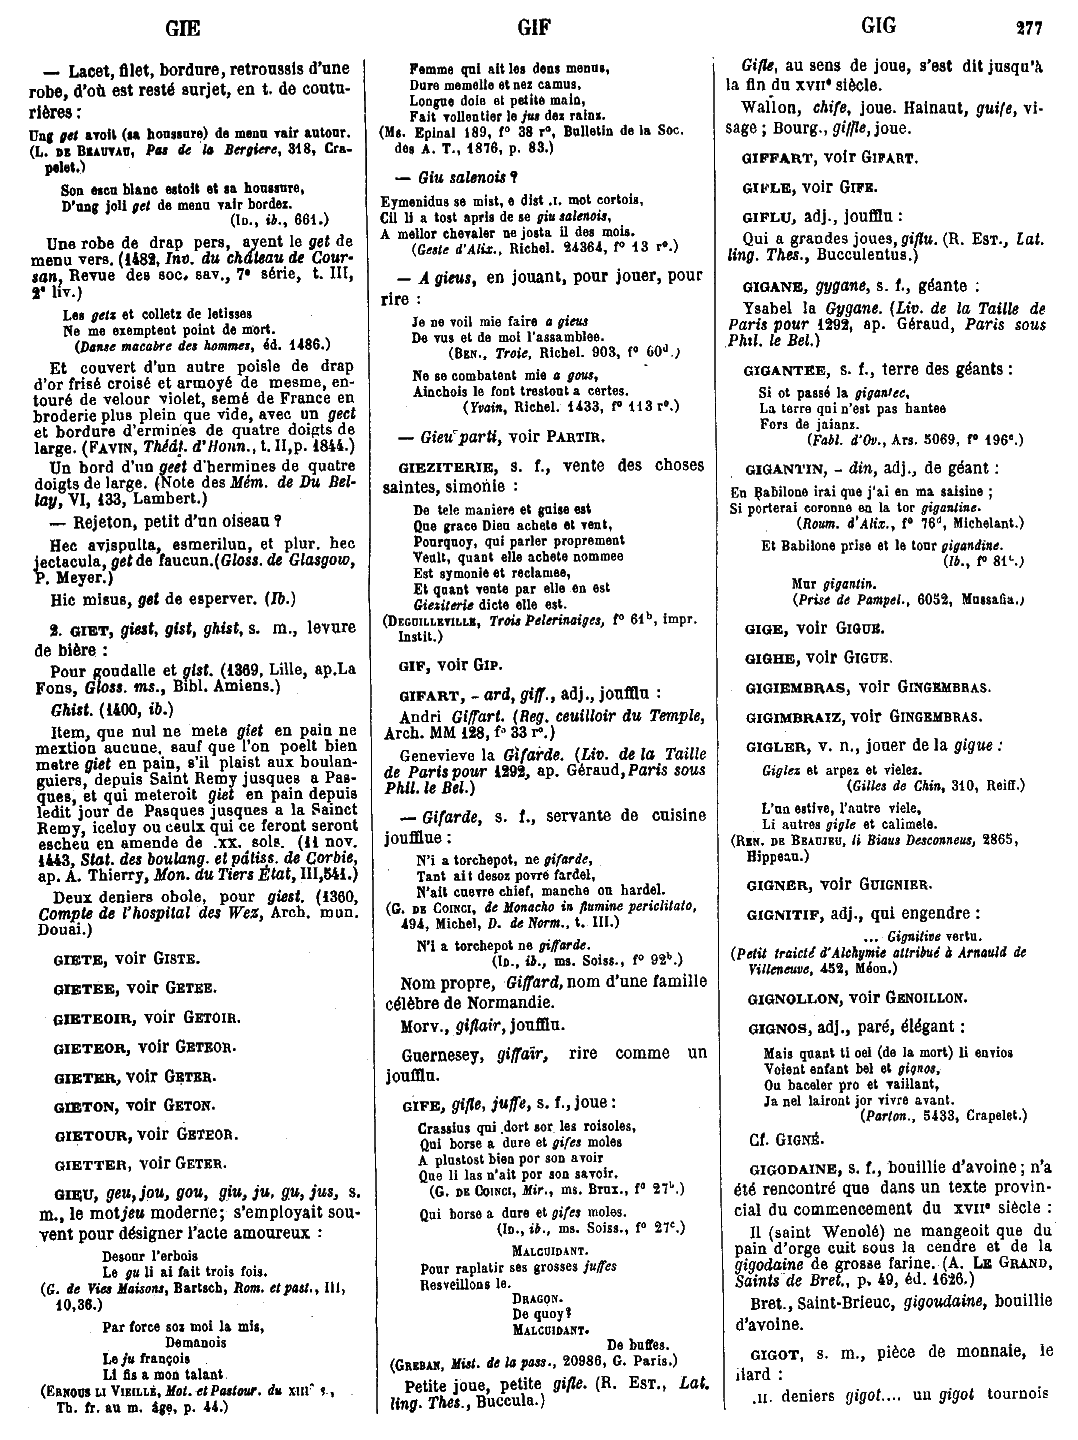 GIE
GIF
GIG
277
— Lacet, filet, bordure, retroussis d'une
robe, d'où est resté surjet, en t. de coutu-
rières :
Ung get avoit (sa houssure) de menu vair autour.
(L. DE BEAUVAU, Pas de la Bergiere, 318, Cra-
pelet.)
Son escu blanc estoit et sa houssure,
D'ung joli get de menu vair bordez.
(ID., ib., 661.)
Une robe de drap pers, ayent le get de
menu vers. (1482, Inv. du château de Cour-
san, Revue des soc. sav., 7e série, t. III,
2e liv.)
Les getz et colletz de letisses
Ne me exemptent point de mort.
(Danse macabre des hommes, éd. 1486.)
Et couvert d'un autre poisle de drap
d'or frisé croisé et armoyé de mesme, en-
touré de velour violet, semé de France en
broderie plus plein que vide, avec un gect
et bordure d'ermines de quatre doigts de
large. (FAVIN, Théât. d'Honn., t. II, p. 1844.)
Un bord d'un geet d'hermines de quatre
doigts de large. (Note des Mém. de Du Bel-
lay, VI, 133, Lambert.)
— Rejeton, petit d'un oiseau ?
Hec avispulta, esmerilun, et plur. hec
jectacula, get de faucun. (Gloss. de Glasgow,
P. Meyer.)
Hic misus, get de esperver. (Ib.)
2. GIET, giest, gist, ghist, s. m., levure
de bière :
Pour goudalle et gist. (1369, Lille, ap. La
Fons, Gloss. ms., Bibl. Amiens.)
Ghist. (1400, ib.)
Item, que nul ne mete giet en pain ne
mextion aucune, sauf que l'on poelt bien
metre giet en pain, s'il plaist aux boulan-
guiers, depuis Saint Remy jusques a Pas-
ques, et qui meteroit giet en pain depuis
ledit jour de Pasques jusques a la Sainct
Remy, iceluy ou ceulx qui ce feront seront
escheu en amende de .xx. sols. (11 nov.
1443, Stat. des boulang. et pâtiss. de Corbie,
ap. A. Thierry, Mon. du Tiers État, III, 541.)
Deux deniers obole, pour giest. (1360,
Compte de l'hospital des Wez, Arch. mun.
Douai.)
GIETE, voir GISTE.
GIETEE, voir GETEE.
GIETEOIR, voir GETOIR.
GIETEOR, voir GETEOR.
GIETER, voir GETER.
GIETON, voir GETON.
GIETOUR, voir GETEOR.
GIETTER, voir GETER.
GIEU, geu, jou, gou, giu, ju, gu, jus, s.
m., le mot jeu moderne; s'employait sou-
vent pour désigner l'acte amoureux :
Desour l'erbois
Le gu li ai fait trois fois.
(G. de Vies Maisons, Bartsch, Rom. et past., III,
10,36.)
Par force soz moi la mis,
Demanois
Le ju françois
Li fis a mon talant.
(ERNOUS LI VIEILLE, Mot. et Pastour. du XIIIe s.,
Th. fr. au m. âge, p. 44.)
Femme qui ait les dens menus,
Dure memelle et nez camus,
Longue doie et petite main,
Fait vollentier le jus des rains.
(Ms. Epinal 189, fo 38 ro, Bulletin de la Soc.
des A. T., 1876, p. 83.)
— Giu salenois ?
Eymenidus se mist, e dist .I. mot cortois,
Cil li a tost apris de se giu salenois,
A mellor chevaler ne josta il des mois.
(Geste d'Alix., Richel. 24364, fo 13 ro.)
— A gieus, en jouant, pour jouer, pour
rire :
Je ne voil mie faire a gieus
De vus et de moi l'assamblee.
(BEN., Troie, Richel. 903, fo 60d.)
Ne se combatent mie a gous,
Ainchois le font trestout a certes.
(Yvain, Richel. 1433, fo 113 ro.)
— Gieu parti, voir PARTIR.
GIEZITERIE, s. f., vente des choses
saintes, simonie :
De tele maniere et guise est
Que grace Dieu achete et vent,
Pourquoy, qui parler proprement
Veult, quant elle achete nommee
Est symonie et reclamee,
Et quant vente par elle en est
Gieziterie dicte elle est.
(DEGUILLEVILLE, Trois Pelerinaiges, fo 61b, impr.
Instit.)
GIF, voir GIP.
GIFART, - ard, giff., adj., joufflu :
Andri Giffart. (Reg. ceuilloir du Temple,
Arch. MM 128, fo 33 ro.)
Genevieve la Gifarde. (Liv. de la Taille
de Paris pour 1292, ap. Géraud, Paris sous
Phil. le Bel.)
— Gifarde, s. f., servante de cuisine
joufflue :
N'i a torchepot, ne gifarde,
Tant ait desoz povre fardel,
N'ait cuevre chief, manche ou hardel.
(G. DE COINCI, de Monacho in flumine periclitato,
494, Michel, D. de Norm., t. III.)
N'i a torchepot ne giffarde.
(ID., ib., ms. Soiss., fo 92b.)
Nom propre, Giffard, nom d'une famille
célèbre de Normandie.
Morv., giflair, joufflu.
Guernesey, giffaïr, rire comme un
joufflu.
GIFE, gifle, juffe, s. f., joue :
Crassius qui dort sor les roisoles,
Qui borse a dure et gifes moles
A plustost bien por son avoir
Que li las n'ait por son savoir.
(G. DE COINCI, Mir., ms. Brux., fo 27b.)
Qui borse a dure et gifes moles.
(ID., ib., ms. Soiss., fo 27c.)
MALCUIDANT.
Pour raplatir ses grosses juffes
Resveillons le.
DRAGON.
De quoy?
MALCUIDANT.
De buffes.
(GREBAN, Mist. de la pass., 20986, G. Paris.)
Petite joue, petite gifle. (R. EST., Lat.
ling. Thes., Buccula.)
Gifle, au sens de joue, s'est dit jusqu'à
la fin du XVIIe siècle.
Wallon, chife, joue. Hainaut, guife, vi-
sage ; Bourg., giffle, joue.
GIFFART, voir GIFART.
GIFLE, voir GIFE.
GIFLU, adj., joufflu :
Qui a grandes joues, giflu. (R. EST., Lat.
ling. Thes., Bucculentus.)
GIGANE, gygane, s. f., géante :
Ysabel la Gygane. (Liv. de la Taille de
Paris pour 1292, ap. Géraud, Paris sous
Phil. le Bel.)
GIGANTEE, s. f., terre des géants :
Si ot passé la gigantee,
La terre qui n'est pas hantee
Fors de jaianz.
(Fabl. d'Ov., Ars. 5069, fo 196c.)
GIGANTIN, - din, adj., de géant :
En Babilone irai que j'ai en ma saisine ;
Si porterai coronne en la tor gigantine.
(Roum. d'Alix., fo 76d, Michelant.)
Et Babilone prise et le tour gigandine.
(Ib., fo 81b.)
Mur gigantin.
(Prise de Pampel., 6052, Mussafia.)
GIGE, voir GIGUE.
GIGHE, voir GIGUE.
GIGIEMBRAS, voir GINGEMBRAS.
GIGIMBRAIZ, voir GINGEMBRAS.
GIGLER, v. n., jouer de la gigue :
Giglez et arpez et vielez.
(Gilles de Chin, 310, Reiff.)
L'un estive, l'autre viele,
Li autres gigle et calimele.
(REN. DE BEAUJEU, li Biaus Desconneus, 2865,
Hippeau.)
GIGNER, voir GUIGNIER.
GIGNITIF, adj., qui engendre :
... Gignitive vertu.
(Petit traicté d'Alchymie attribué à Arnauld de
Villeneuve, 452, Méon.)
GIGNOLLON, voir GENOILLON.
GIGNOS, adj., paré, élégant :
Mais quant ti oel (de la mort) li envios
Voient enfant bel et gignos,
Ou baceler pro et vaillant,
Ja nel lairont jor vivre avant.
(Parton., 5433, Crapelet.)
Cf. GIGNÉ.
GIGODAINE, s. f., bouillie d'avoine ; n'a
été rencontré que dans un texte provin-
cial du commencement du XVIIe siècle :
Il (saint Wenolé) ne mangeoit que du
pain d'orge cuit sous la cendre et de la
gigodaine de grosse farine. (A. LE GRAND,
Saints de Bret., p. 49, éd. 1626.)
Bret., Saint-Brieuc, gigoudaine, bouillie
d'avoine.
GIGOT, s. m., pièce de monnaie, le
liard :
.II. deniers gigot.... un gigot tournois